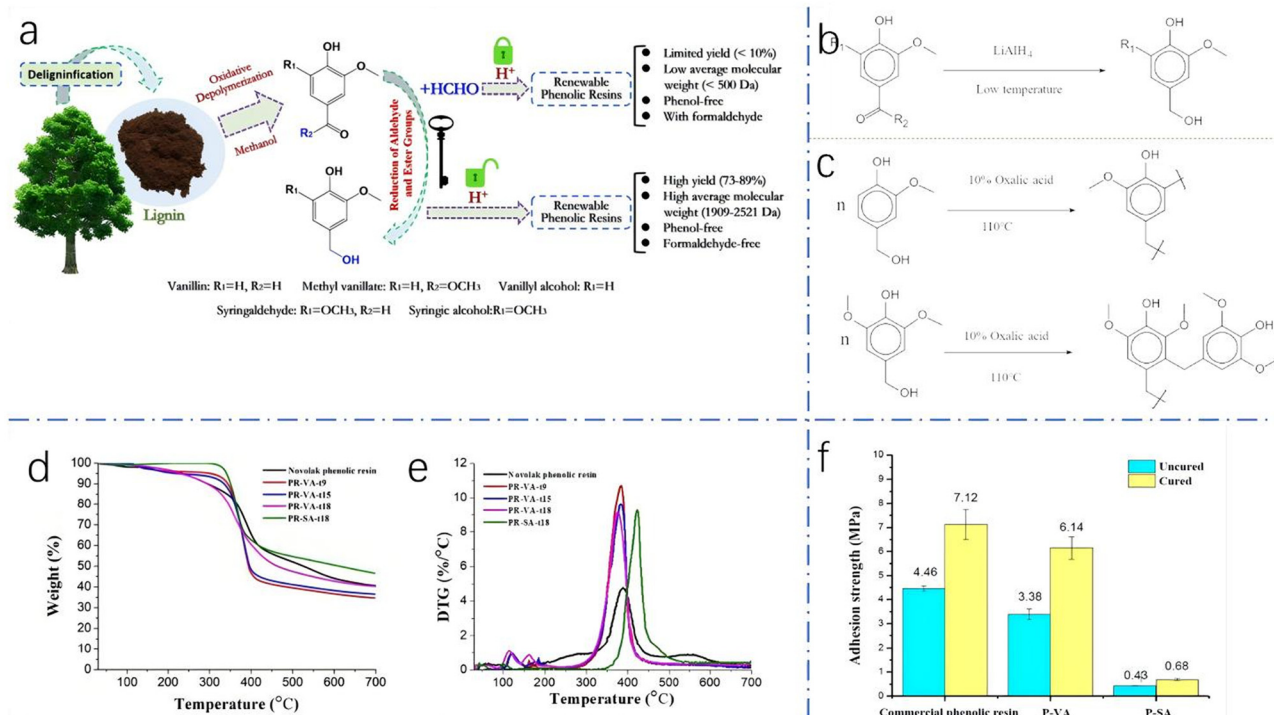 a
Deligninfication
Lignin
Oxidative
Depolymerization
Methanol
OH
R₁
O
R₂
O
OH
R₁
O
OH
Reduction of Aldehyde
and Ester Groups
+HCHO
H⁺
Renewable
Phenolic Resins
● Limited yield (< 10%)
● Low average molecular
weight (< 500 Da)
● Phenol-free
● With formaldehyde
H⁺
Renewable
Phenolic Resins
● High yield (73-89%)
● High average molecular
weight (1909-2521 Da)
● Phenol-free
● Formaldehyde-free
Vanillin: R₁=H, R₂=H Methyl vanillate: R₁=H, R₂=OCH₃ Vanillyl alcohol: R₁=H
Syringaldehyde: R₁=OCH₃, R₂=H Syringic alcohol:R₁=OCH₃
b
OH
R₁
O
O
R₂
LiAlH₄
Low temperature
OH
R₁
O
OH
c
n
OH
O
OH
10% Oxalic acid
110°C
OH
O
n
O
OH
O
OH
10% Oxalic acid
110°C
O
OH
O
O
OH
O
d
Weight (%)
100
90
80
70
60
50
40
30
20
10
0
Novolak phenolic resin
PR-VA-t9
PR-VA-t15
PR-VA-t18
PR-SA-t18
100 200 300 400 500 600 700
Temperature (°C)
e
DTG (%/°C)
12
10
8
6
4
2
0
Novolak phenolic resin
PR-VA-t9
PR-VA-t15
PR-VA-t18
PR-SA-t18
100 200 300 400 500 600 700
Temperature (°C)
f
Adhesion strength (MPa)
10
9
8
7
6
5
4
3
2
1
0
Uncured
Cured
4.46
7.12
3.38
6.14
0.43
0.68
Commercial phenolic resin P-VA P-SA